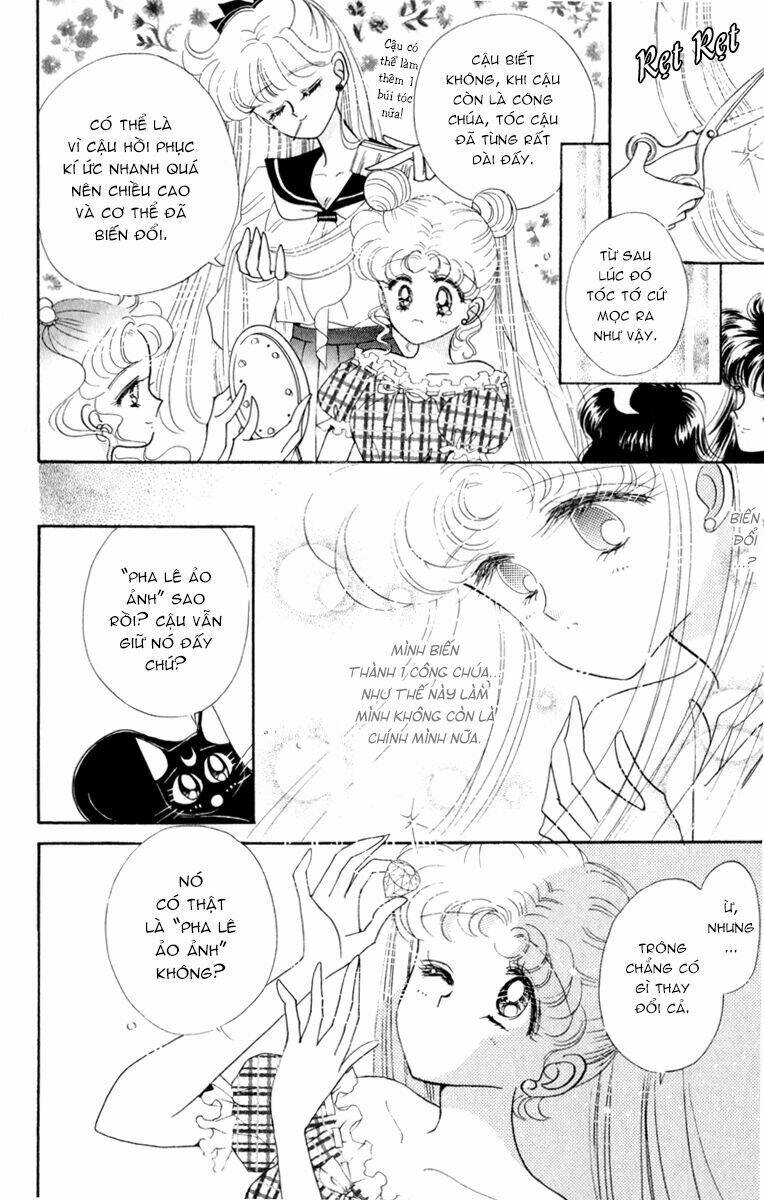 Rẹt Rẹt
TỪ SAU
LÚC ĐÓ
TÓC TỚ CỨ
MỌC RA
NHƯ VẬY.
CẬU BIẾT
KHÔNG, KHI CẬU
CÒN LÀ CÔNG
CHÚA, TÓC CẬU
ĐÃ TỪNG RẤT
DÀI ĐẤY.
Cậu có
thể làm
thêm 1
búi tóc
nữa!
CÓ THỂ LÀ
VÌ CẬU HỒI PHỤC
KÍ ỨC NHANH QUÁ
NÊN CHIỀU CAO
VÀ CƠ THỂ ĐÃ
BIẾN ĐỔI.
BIẾN
ĐỔI
...?
MÌNH BIẾN
THÀNH 1 CÔNG CHÚA...
NHƯ THẾ NÀY LÀM
MÌNH KHÔNG CÒN LÀ
CHÍNH MÌNH NỮA.
"PHA LÊ ẢO
ẢNH" SAO
RỒI? CẬU VẪN
GIỮ NÓ ĐẤY
CHỨ?
Ừ,
NHƯNG
...
TRÔNG
CHẲNG CÓ
GÌ THAY
ĐỔI CẢ.
NÓ
CÓ THẬT
LÀ "PHA LÊ
ẢO ẢNH"
KHÔNG?